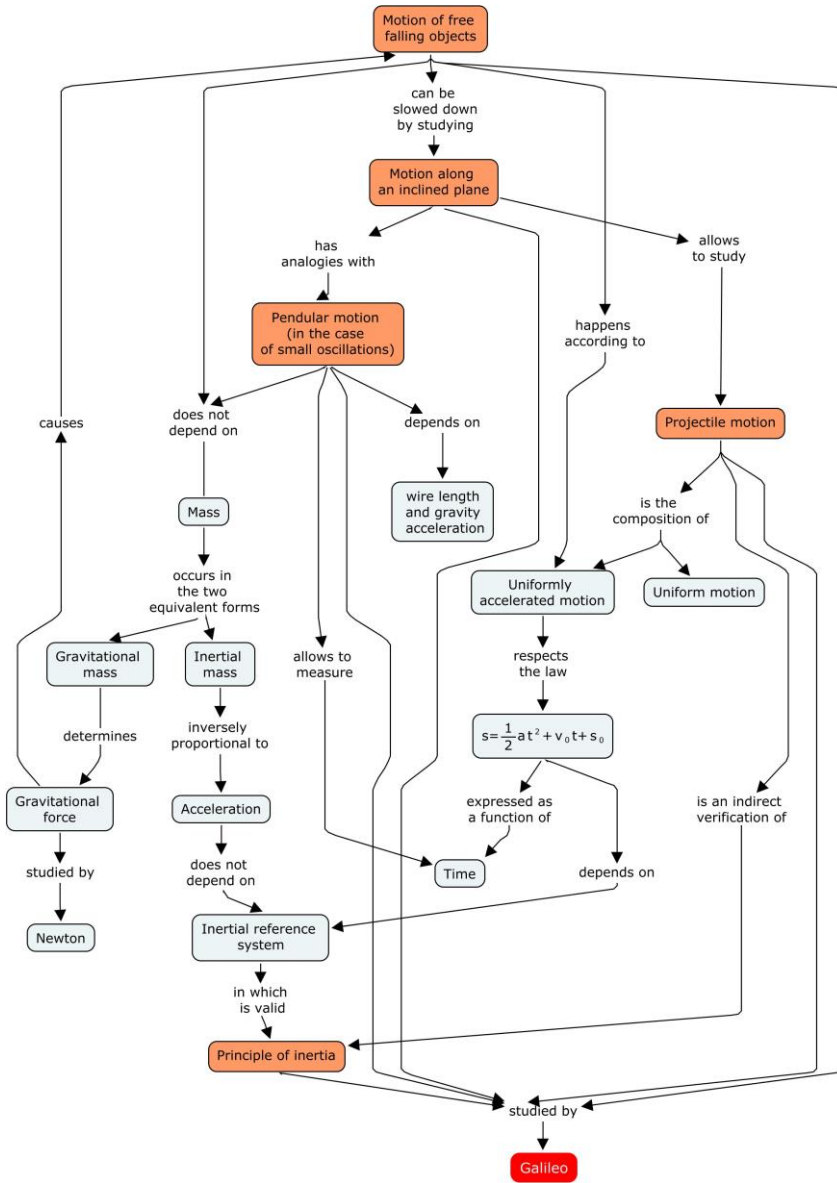 Motion of free
falling objects
can be
slowed down
by studying
Motion along
an inclined plane
has
analogies with
allows
to study
Pendular motion
(in the case
of small oscillations)
happens
according to
causes
does not
depend on
depends on
Projectile motion
wire length
and gravity
acceleration
Mass
is the
composition of
occurs in
the two
equivalent forms
Uniformly
accelerated motion
Uniform motion
Gravitational
mass
Inertial
mass
allows to
measure
respects
the law
determines
inversely
proportional to
s=1/2 at²+v₀t+s₀
Gravitational
force
Acceleration
expressed as
a function of
is an indirect
verification of
studied by
does not
depend on
Time
depends on
Newton
Inertial reference
system
in which
is valid
Principle of inertia
studied by
Galileo